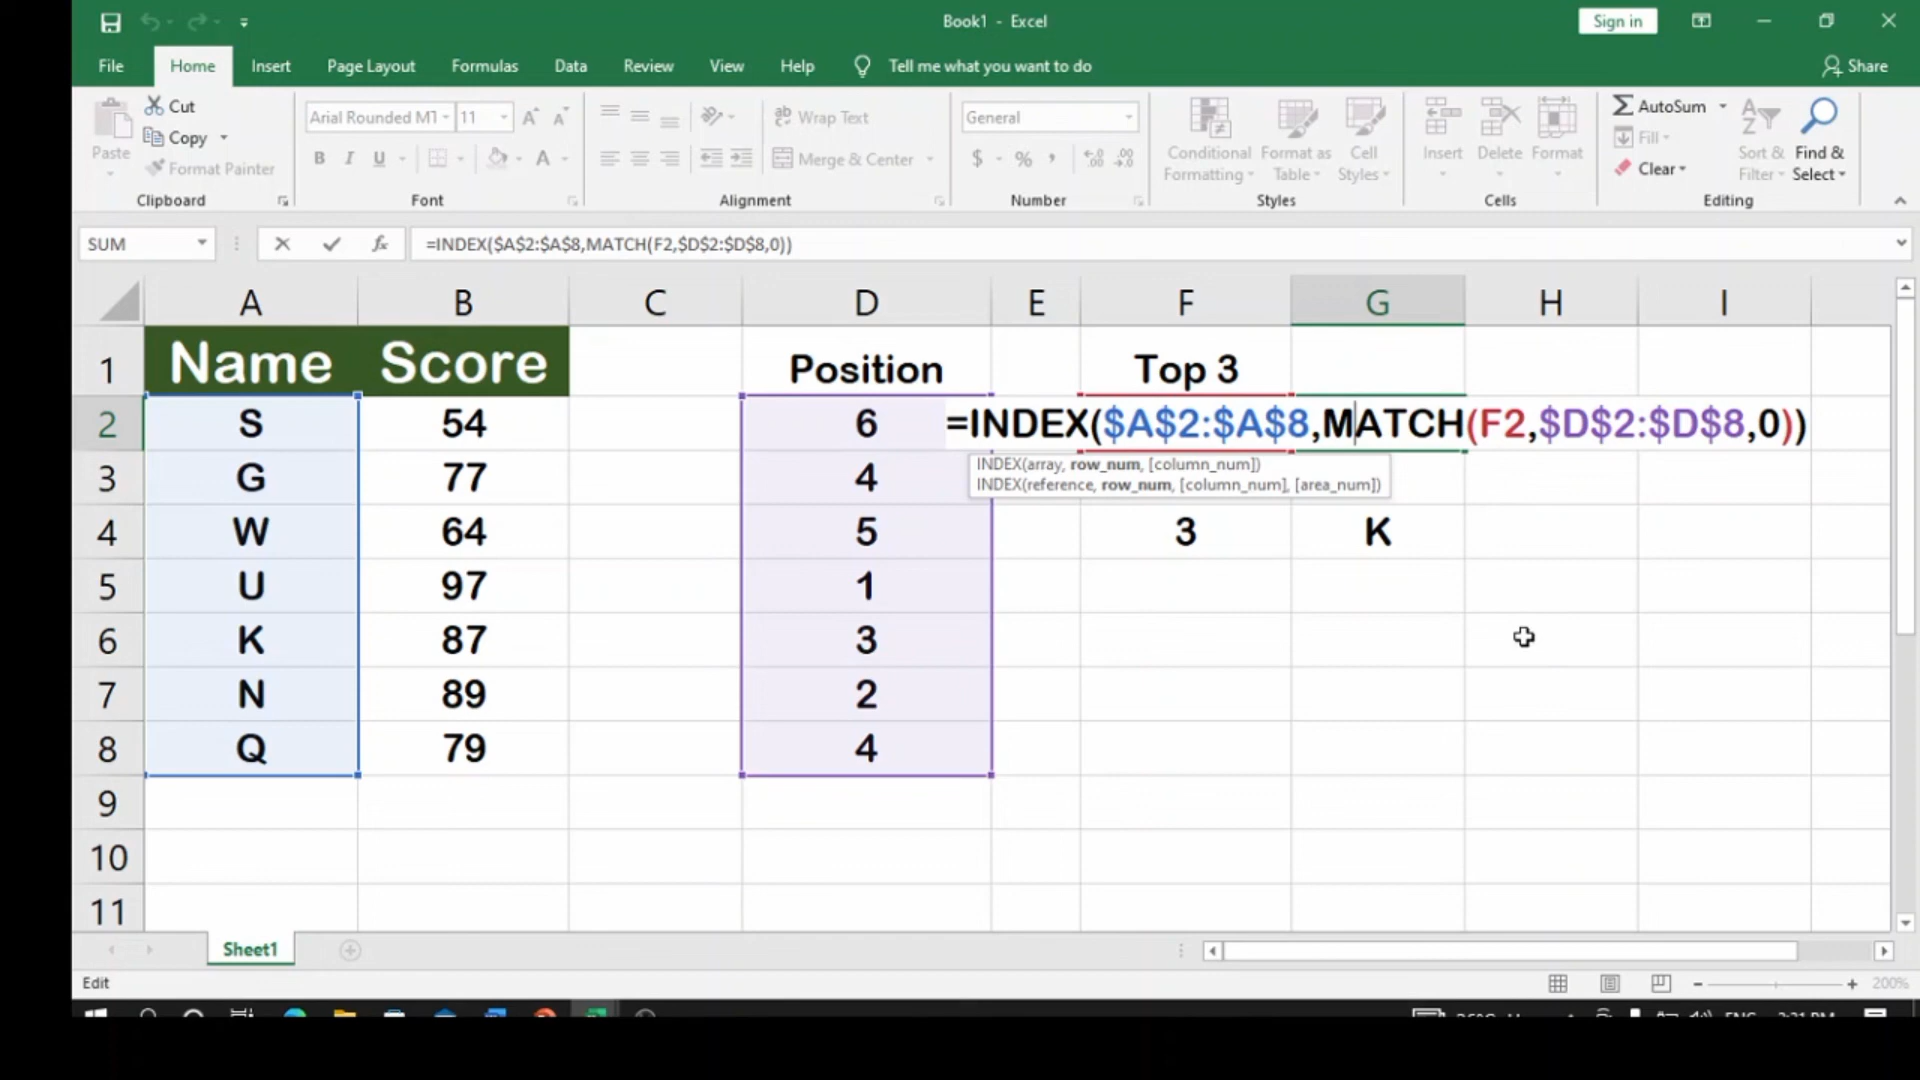 Book1 - Excel
Sign in
File Home Insert Page Layout Formulas Data Review View Help Tell me what you want to do Share
Paste Cut Copy Format Painter Clipboard
Arial Rounded MT 11 B I U A A A Font
ab Wrap Text Merge & Center Alignment
General $ % , Number
Conditional Formatting Format as Table Cell Styles Styles
Insert Delete Format Cells
AutoSum Fill Clear Sort & Filter Find & Select Editing
SUM fx =INDEX($A$2:$A$8,MATCH(F2,$D$2:$D$8,0))
A B C D E F G H I
1 Name Score Position Top 3
2 S 54 6 =INDEX($A$2:$A$8,MATCH(F2,$D$2:$D$8,0))
INDEX(array, row_num, [column_num])
INDEX(reference, row_num, [column_num], [area_num])
3 G 77 4
4 W 64 5 3 K
5 U 97 1
6 K 87 3
7 N 89 2
8 Q 79 4
9
10
11
Sheet1
Edit 200%